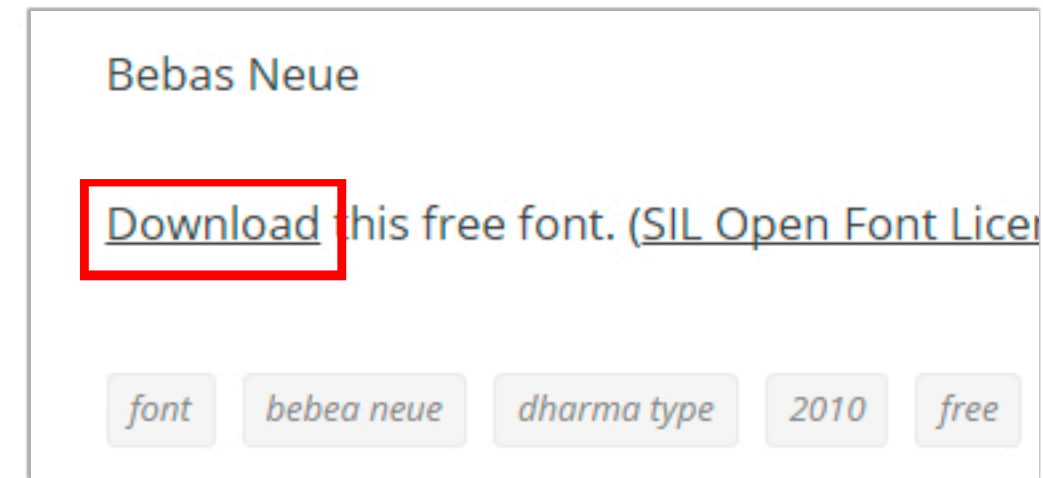 Bebas Neue
Download this free font. (SIL Open Font
font bebea neue dharma type 2010 free